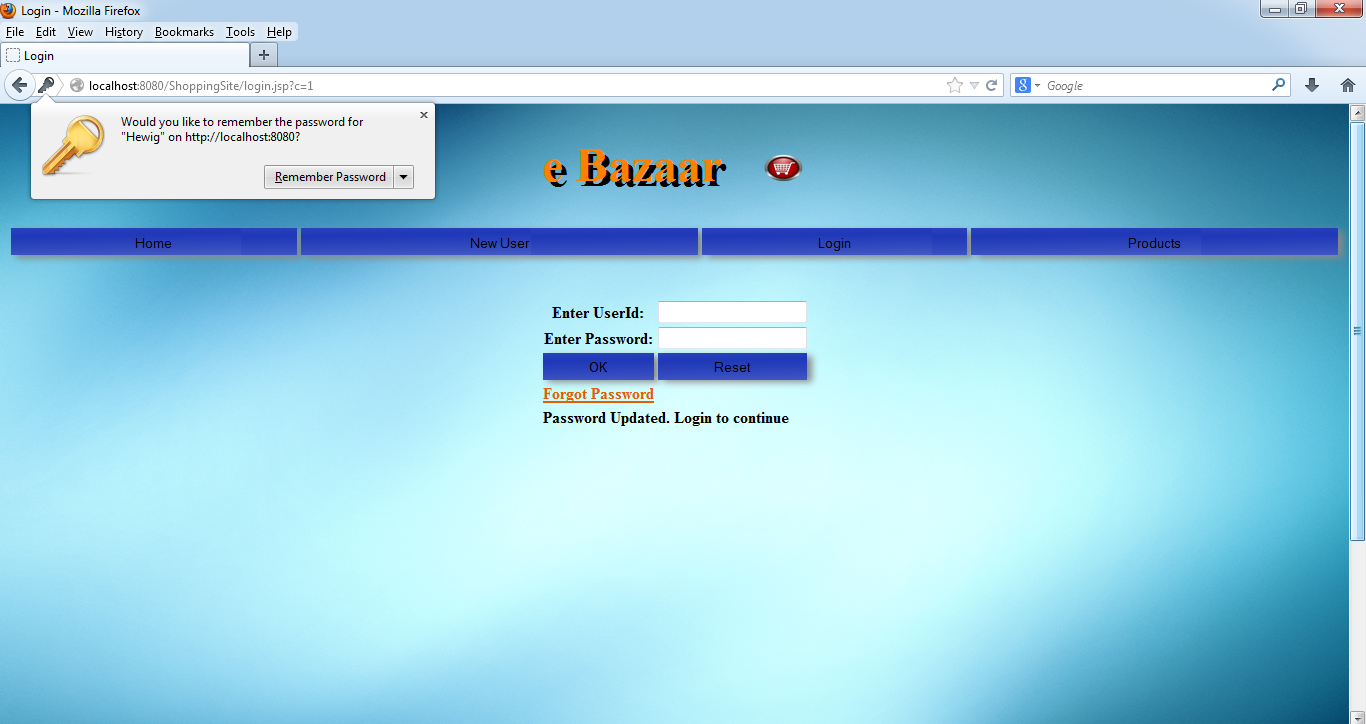 Login - Mozilla Firefox
File Edit View History Bookmarks Tools Help
Login
localhost:8080/ShoppingSite/login.jsp?c=1
Google
Would you like to remember the password for
"Hewig" on http://localhost:8080?
Remember Password
e Bazaar
Home New User Login Products
Enter UserId:
Enter Password:
OK Reset
Forgot Password
Password Updated. Login to continue